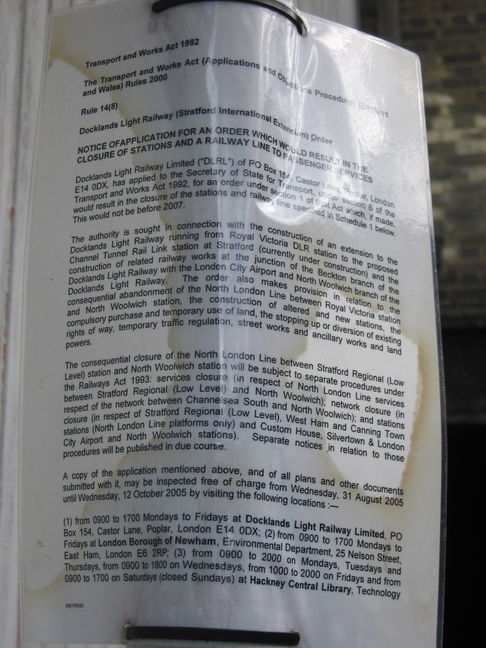 Transport and Works Act 1992
The Transport and Works Act (Applications and Objections Procedure) (England
and Wales) Rules 2000
Rule 14(8)
Docklands Light Railway (Stratford International Extension) Order
NOTICE OFAPPLICATION FOR AN ORDER WHICH WOULD RESULT IN THE
CLOSURE OF STATIONS AND A RAILWAY LINE TO PASSENGER SERVICES
Docklands Light Railway Limited ("DLRL") of PO Box 154, Castor Lane, Poplar, London
E14 0DX, has applied to the Secretary of State for Transport, under section 6 of the
Transport and Works Act 1992, for an order under section 1 of that Act which, if made,
would result in the closure of the stations and railway line specified in Schedule 1 below.
This would not be before 2007.
The authority is sought in connection with the construction of an extension to the
Docklands Light Railway running from Royal Victoria DLR station to the proposed
Channel Tunnel Rail Link station at Stratford (currently under construction) and the
construction of related railway works at the junction of the Beckton branch of the
Docklands Light Railway with the London City Airport and North Woolwich branch of the
Docklands Light Railway. The order also makes provision in relation to the
consequential abandonment of the North London Line between Royal Victoria station
and North Woolwich station, the construction of altered and new stations, the
compulsory purchase and temporary use of land, the stopping up or diversion of existing
rights of way, temporary traffic regulation, street works and ancillary works and land
powers.
The consequential closure of the North London Line between Stratford Regional (Low
Level) station and North Woolwich station will be subject to separate procedures under
the Railways Act 1993: services closure (in respect of North London Line services
between Stratford Regional (Low Level) and North Woolwich); network closure (in
respect of the network between Channelsea South and North Woolwich); and stations
closure (in respect of Stratford Regional (Low Level), West Ham and Canning Town
stations (North London Line platforms only) and Custom House, Silvertown & London
City Airport and North Woolwich stations). Separate notices in relation to those
procedures will be published in due course.
A copy of the application mentioned above, and of all plans and other documents
submitted with it, may be inspected free of charge from Wednesday, 31 August 2005
until Wednesday, 12 October 2005 by visiting the following locations :—
(1) from 0900 to 1700 Mondays to Fridays at Docklands Light Railway Limited, PO
Box 154, Castor Lane, Poplar, London E14 0DX; (2) from 0900 to 1700 Mondays to
Fridays at London Borough of Newham, Environmental Department, 25 Nelson Street,
East Ham, London E6 2RP; (3) from 0900 to 2000 on Mondays, Tuesdays and
Thursdays, from 0900 to 1800 on Wednesdays, from 1000 to 2000 on Fridays and from
0900 to 1700 on Saturdays (closed Sundays) at Hackney Central Library, Technology